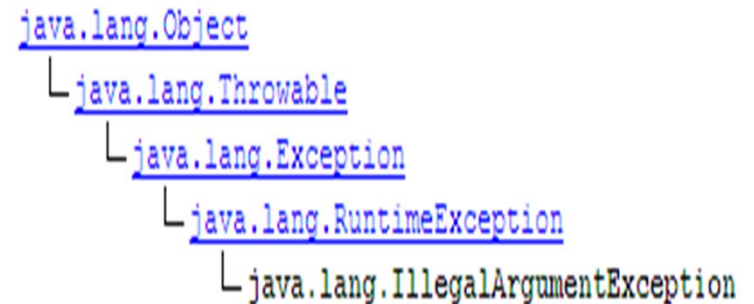 java.lang.Object
java.lang.Throwable
java.lang.Exception
java.lang.RuntimeException
java.lang.IllegalArgumentException